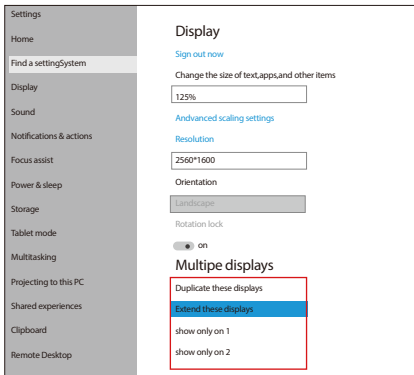 Settings
Home
Find a settingSystem
Display
Sound
Notifications & actions
Focus assist
Power & sleep
Storage
Tablet mode
Multitasking
Projecting to this PC
Shared experiences
Clipboard
Remote Desktop
Display
Sign out now
Change the size of text,apps,and other items
125%
Andvanced scaling settings
Resolution
2560*1600
Orientation
Landscape
Rotation lock
on
Multipe displays
Duplicate these displays
Extend these displays
show only on 1
show only on 2